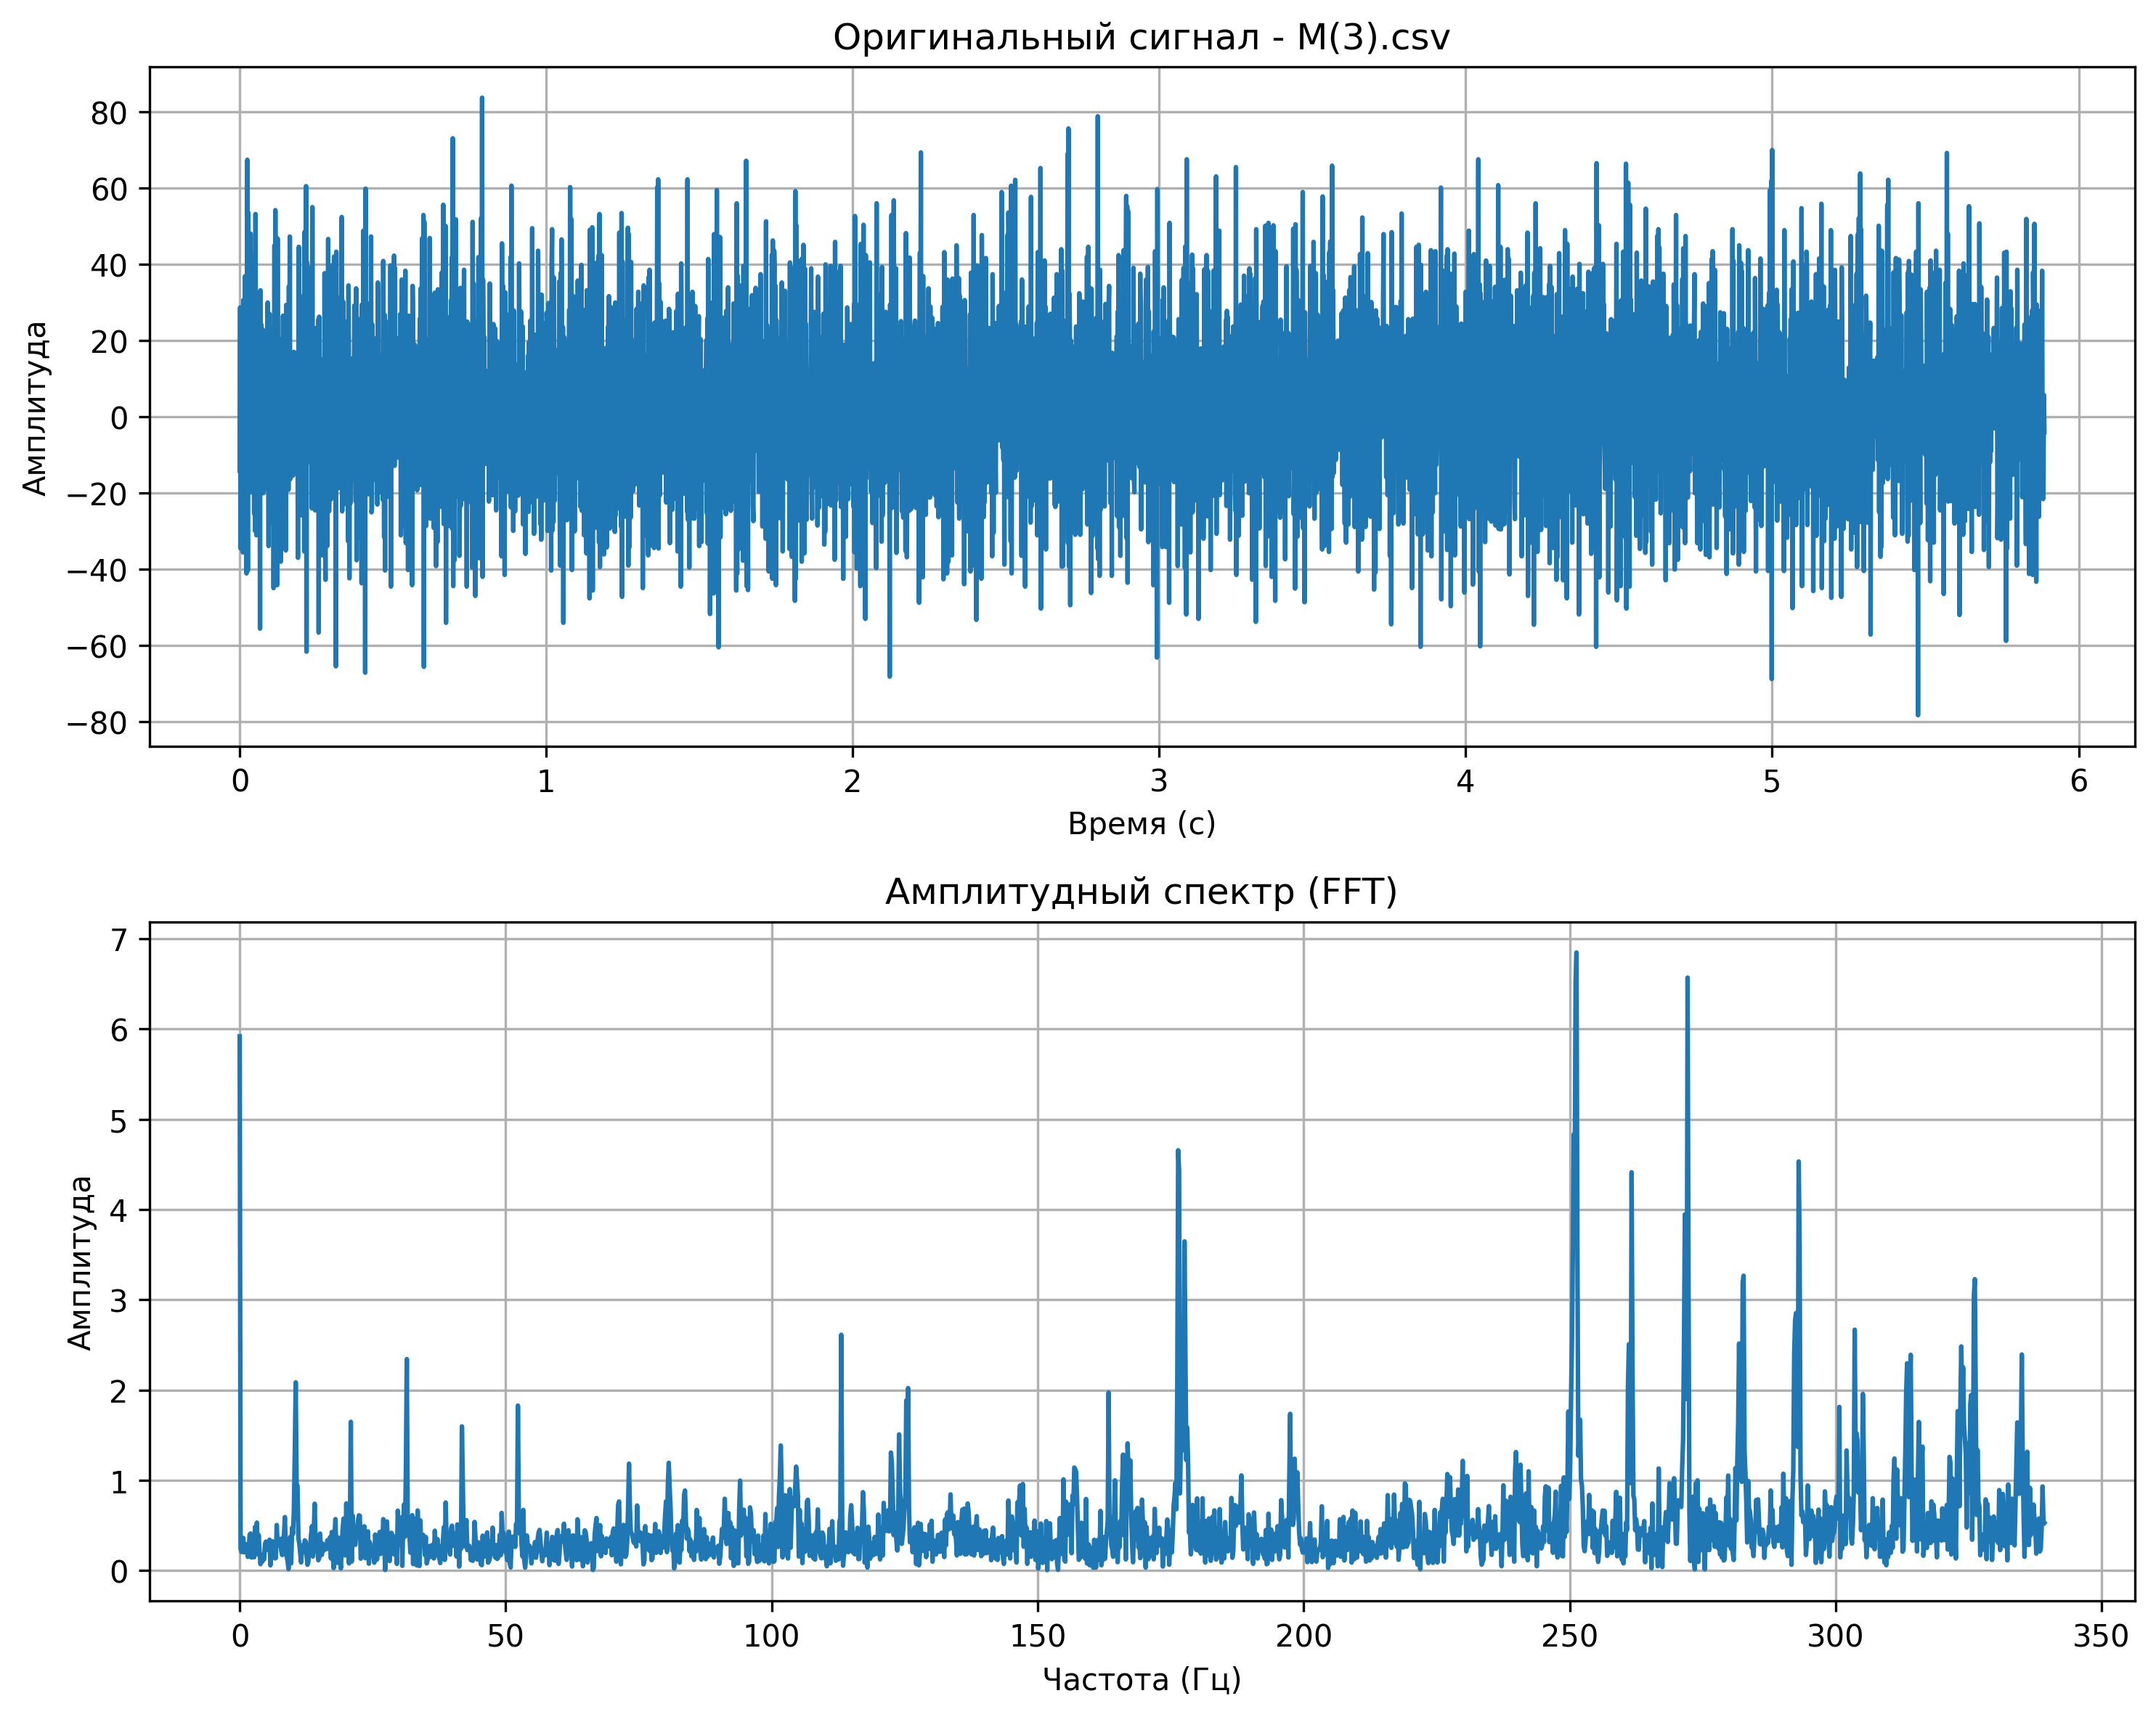 Оригинальный сигнал - M(3).csv
Амплитуда
80
60
40
20
0
−20
−40
−60
−80
0 1 2 3 4 5 6
Время (с)
Амплитудный спектр (FFT)
Амплитуда
7
6
5
4
3
2
1
0
0 50 100 150 200 250 300 350
Частота (Гц)